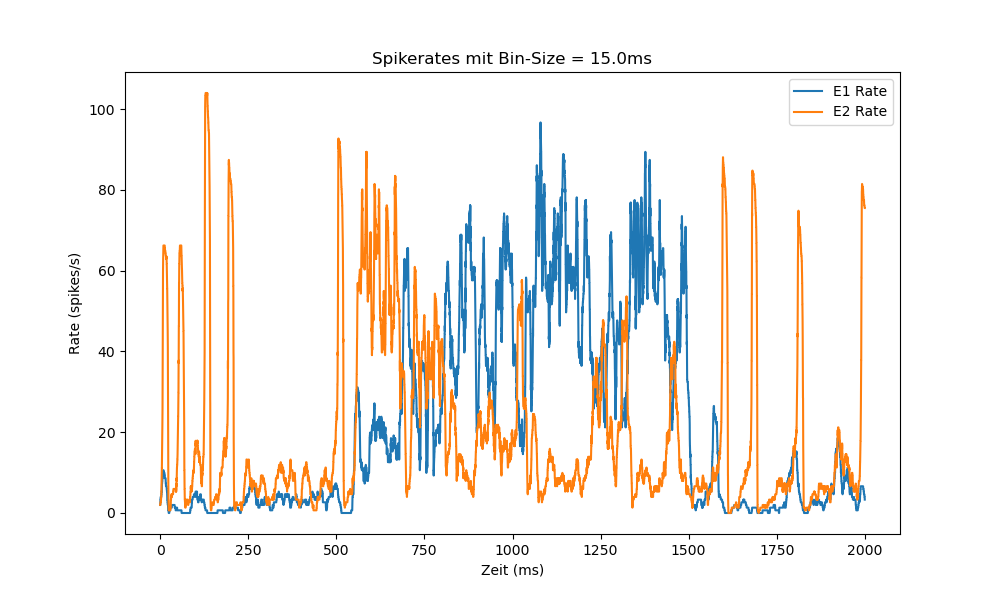 Spikerates mit Bin-Size = 15.0ms
E1 Rate
E2 Rate
100
80
60
40
20
0
Rate (spikes/s)
0 250 500 750 1000 1250 1500 1750 2000
Zeit (ms)